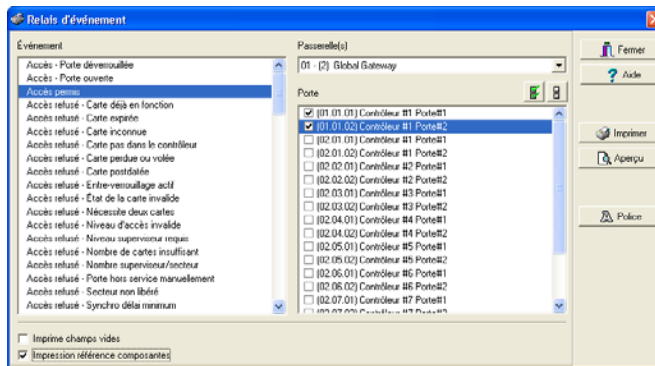 Relais d'événement
Événement
Accès - Porte déverrouillée
Accès - Porte ouverte
Accès permis
Accès refusé - Carte déjà en fonction
Accès refusé - Carte expirée
Accès refusé - Carte inconnue
Accès refusé - Carte pas dans le contrôleur
Accès refusé - Carte perdue ou volée
Accès refusé - Carte postdatée
Accès refusé - Entre-verrouillage actif
Accès refusé - État de la carte invalide
Accès refusé - Nécessite deux cartes
Accès refusé - Niveau d'accès invalide
Accès refusé - Niveau superviseur requis
Accès refusé - Nombre de cartes insuffisant
Accès refusé - Nombre superviseur/secteur
Accès refusé - Porte hors service manuellement
Accès refusé - Secteur non libéré
Accès refusé - Synchro délai minimum
Passerelle(s)
01 - (2) Global Gateway
Porte
(01.01.01) Contrôleur #1 Porte#1
(01.01.02) Contrôleur #1 Porte#2
(02.01.01) Contrôleur #1 Porte#1
(02.01.02) Contrôleur #1 Porte#2
(02.02.01) Contrôleur #2 Porte#1
(02.02.02) Contrôleur #2 Porte#2
(02.03.01) Contrôleur #3 Porte#1
(02.03.02) Contrôleur #3 Porte#2
(02.04.01) Contrôleur #4 Porte#1
(02.04.02) Contrôleur #4 Porte#2
(02.05.01) Contrôleur #5 Porte#1
(02.05.02) Contrôleur #5 Porte#2
(02.06.01) Contrôleur #6 Porte#1
(02.06.02) Contrôleur #6 Porte#2
(02.07.01) Contrôleur #7 Porte#1
(02.07.02) Contrôleur #7 Porte#2
Fermer
Aide
Imprimer
Aperçu
Police
Imprime champs vides
Impression référence composantes